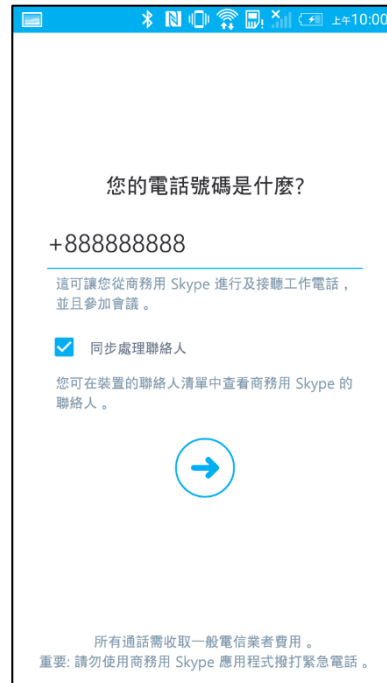 上午10:00
您的電話號碼是什麼?
+888888888
這可讓您從商務用 Skype 進行及接聽工作電話，
並且參加會議。
同步處理聯絡人
您可在裝置的聯絡人清單中查看商務用 Skype 的
聯絡人。
所有通話需收取一般電信業者費用。
重要: 請勿使用商務用 Skype 應用程式撥打緊急電話。